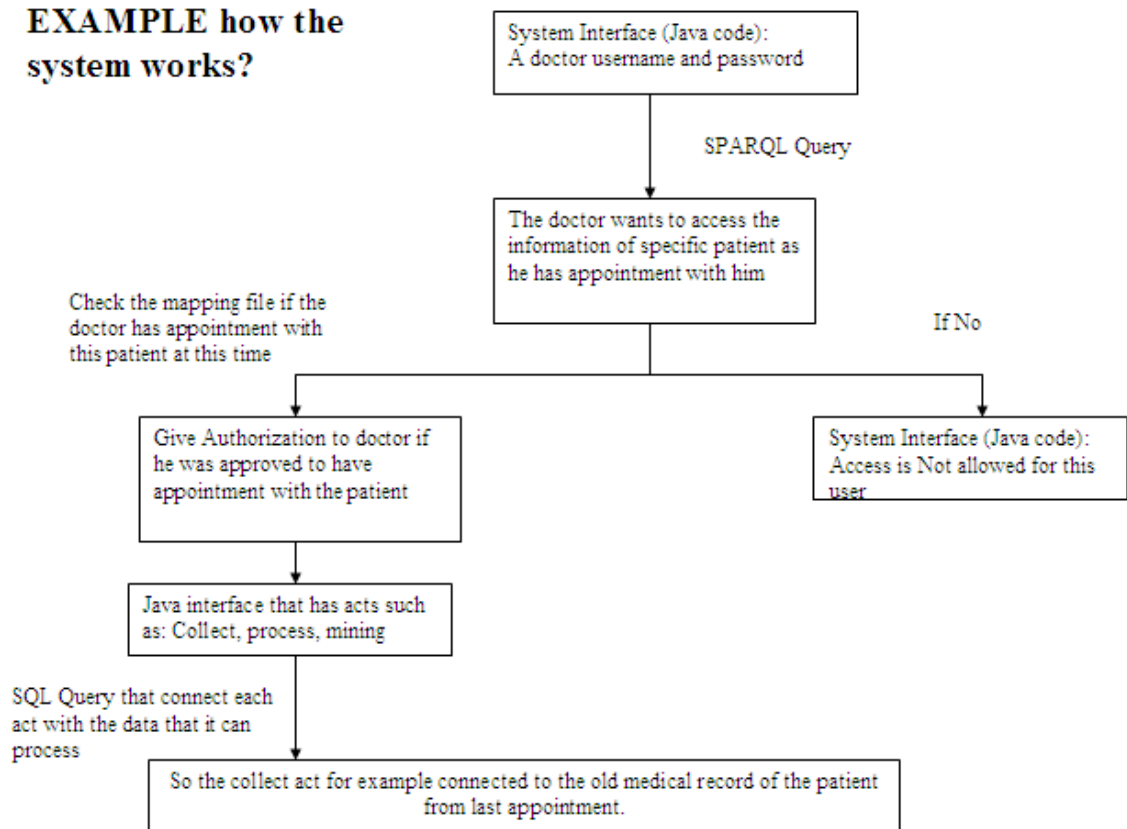 EXAMPLE how the
system works?
System Interface (Java code):
A doctor username and password
SPARQL Query
The doctor wants to access the
information of specific patient as
he has appointment with him
Check the mapping file if the
doctor has appointment with
this patient at this time
If No
Give Authorization to doctor if
he was approved to have
appointment with the patient
System Interface (Java code):
Access is Not allowed for this
user
Java interface that has acts such
as: Collect, process, mining
SQL Query that connect each
act with the data that it can
process
So the collect act for example connected to the old medical record of the patient
from last appointment.